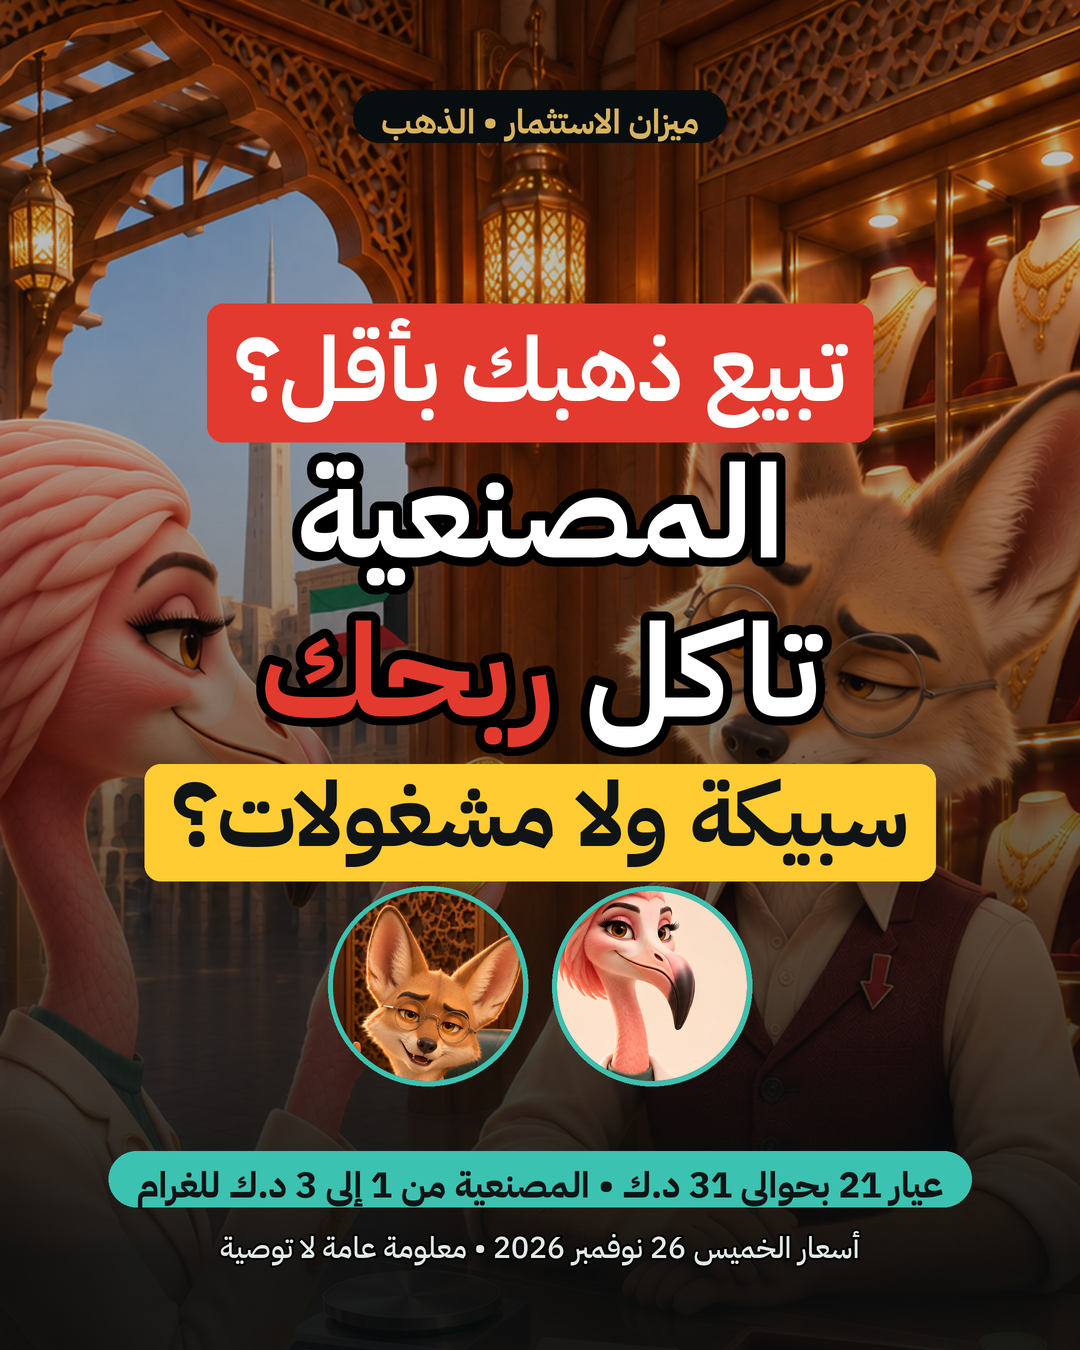 ميزان الاستثمار • الذهب
تبيع ذهبك بأقل؟
المصنعية
تاكل ربحك
سبيكة ولا مشغولات؟
عيار 21 بحوالى 31 د.ك • المصنعية من 1 إلى 3 د.ك للغرام
أسعار الخميس 26 نوفمبر 2026 • معلومة عامة لا توصية